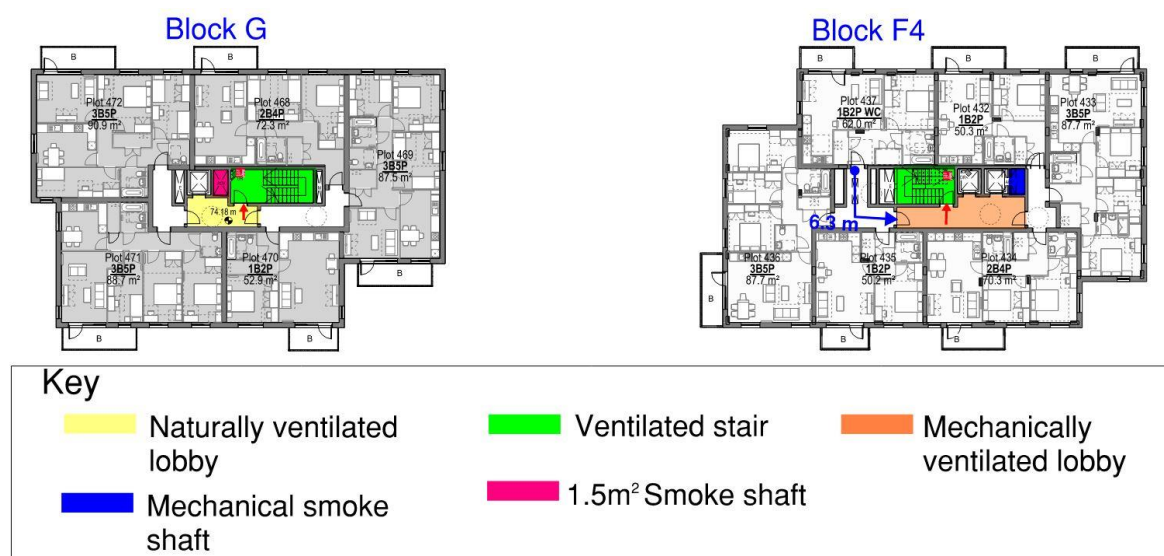 Block G
Block F4
B
B
Plot 472
3B5P
90.9 m²
Plot 468
2B4P
72.3 m²
Plot 469
3B5P
87.5 m²
74.18 m
Plot 471
3B5P
88.7 m²
Plot 470
1B2P
52.9 m²
B
B
B
B
B
B
Plot 437
1B2P WC
62.0 m²
Plot 432
1B2P
50.3 m²
Plot 433
3B5P
87.7 m²
6.3 m
Plot 436
3B5P
87.7 m²
Plot 435
1B2P
50.2 m²
Plot 434
2B4P
70.3 m²
B
B
B
Key
Naturally ventilated
lobby
Ventilated stair
Mechanically
ventilated lobby
Mechanical smoke
shaft
1.5m² Smoke shaft